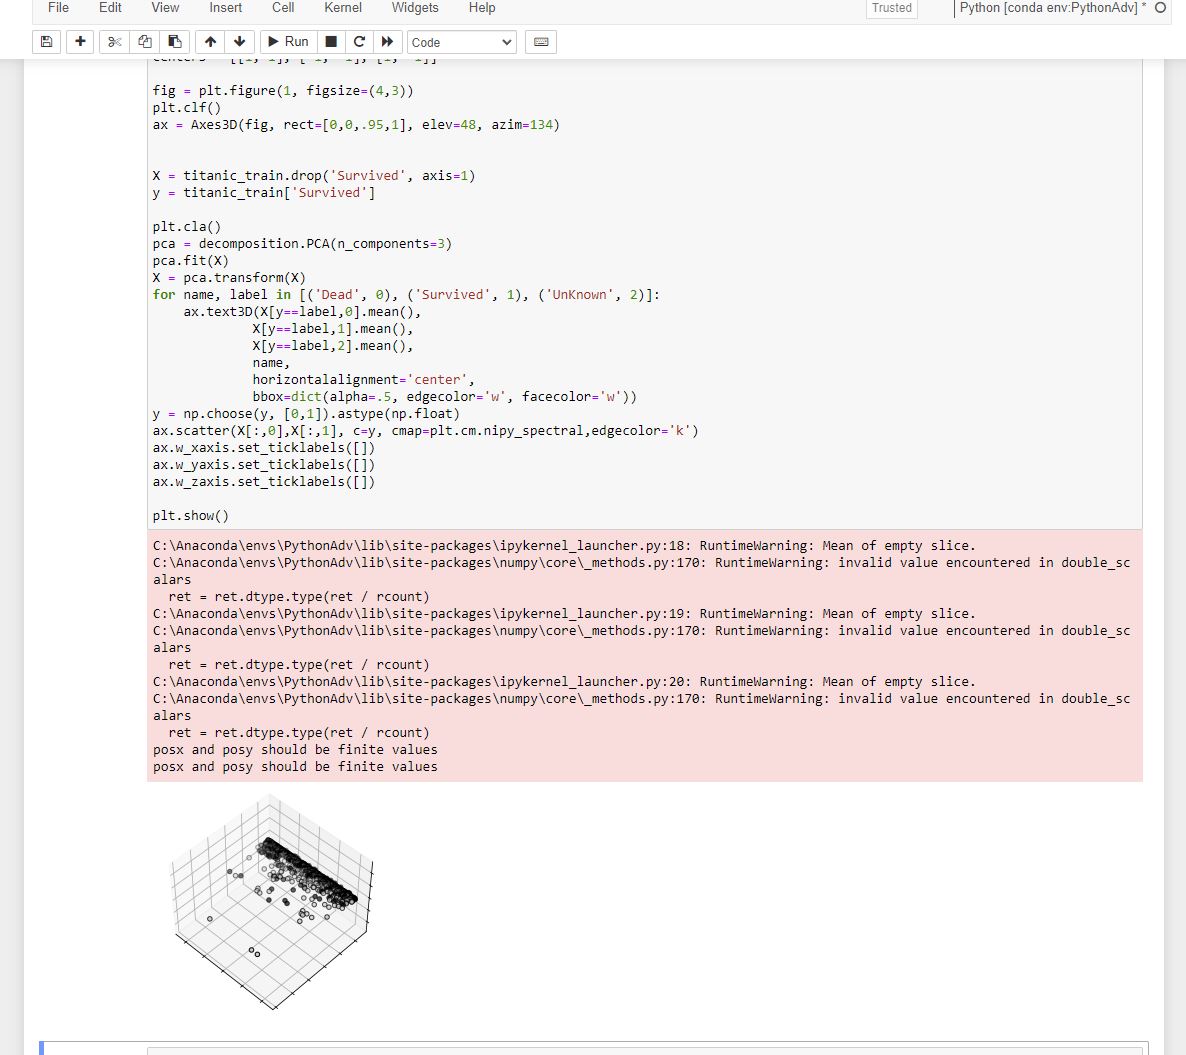 File Edit View Insert Cell Kernel Widgets Help Trusted Python [conda env:PythonAdv] *
Run Code
fig = plt.figure(1, figsize=(4,3))
plt.clf()
ax = Axes3D(fig, rect=[0,0,.95,1], elev=48, azim=134)
X = titanic_train.drop('Survived', axis=1)
y = titanic_train['Survived']
plt.cla()
pca = decomposition.PCA(n_components=3)
pca.fit(X)
X = pca.transform(X)
for name, label in [('Dead', 0), ('Survived', 1), ('UnKnown', 2)]:
    ax.text3D(X[y==label,0].mean(),
             X[y==label,1].mean(),
             X[y==label,2].mean(),
             name,
             horizontalalignment='center',
             bbox=dict(alpha=.5, edgecolor='w', facecolor='w'))
y = np.choose(y, [0,1]).astype(np.float)
ax.scatter(X[:,0],X[:,1], c=y, cmap=plt.cm.nipy_spectral,edgecolor='k')
ax.w_xaxis.set_ticklabels([])
ax.w_yaxis.set_ticklabels([])
ax.w_zaxis.set_ticklabels([])
plt.show()
C:\Anaconda\envs\PythonAdv\lib\site-packages\ipykernel_launcher.py:18: RuntimeWarning: Mean of empty slice.
C:\Anaconda\envs\PythonAdv\lib\site-packages\numpy\core\_methods.py:170: RuntimeWarning: invalid value encountered in double_sc
alars
  ret = ret.dtype.type(ret / rcount)
C:\Anaconda\envs\PythonAdv\lib\site-packages\ipykernel_launcher.py:19: RuntimeWarning: Mean of empty slice.
C:\Anaconda\envs\PythonAdv\lib\site-packages\numpy\core\_methods.py:170: RuntimeWarning: invalid value encountered in double_sc
alars
  ret = ret.dtype.type(ret / rcount)
C:\Anaconda\envs\PythonAdv\lib\site-packages\ipykernel_launcher.py:20: RuntimeWarning: Mean of empty slice.
C:\Anaconda\envs\PythonAdv\lib\site-packages\numpy\core\_methods.py:170: RuntimeWarning: invalid value encountered in double_sc
alars
  ret = ret.dtype.type(ret / rcount)
posx and posy should be finite values
posx and posy should be finite values